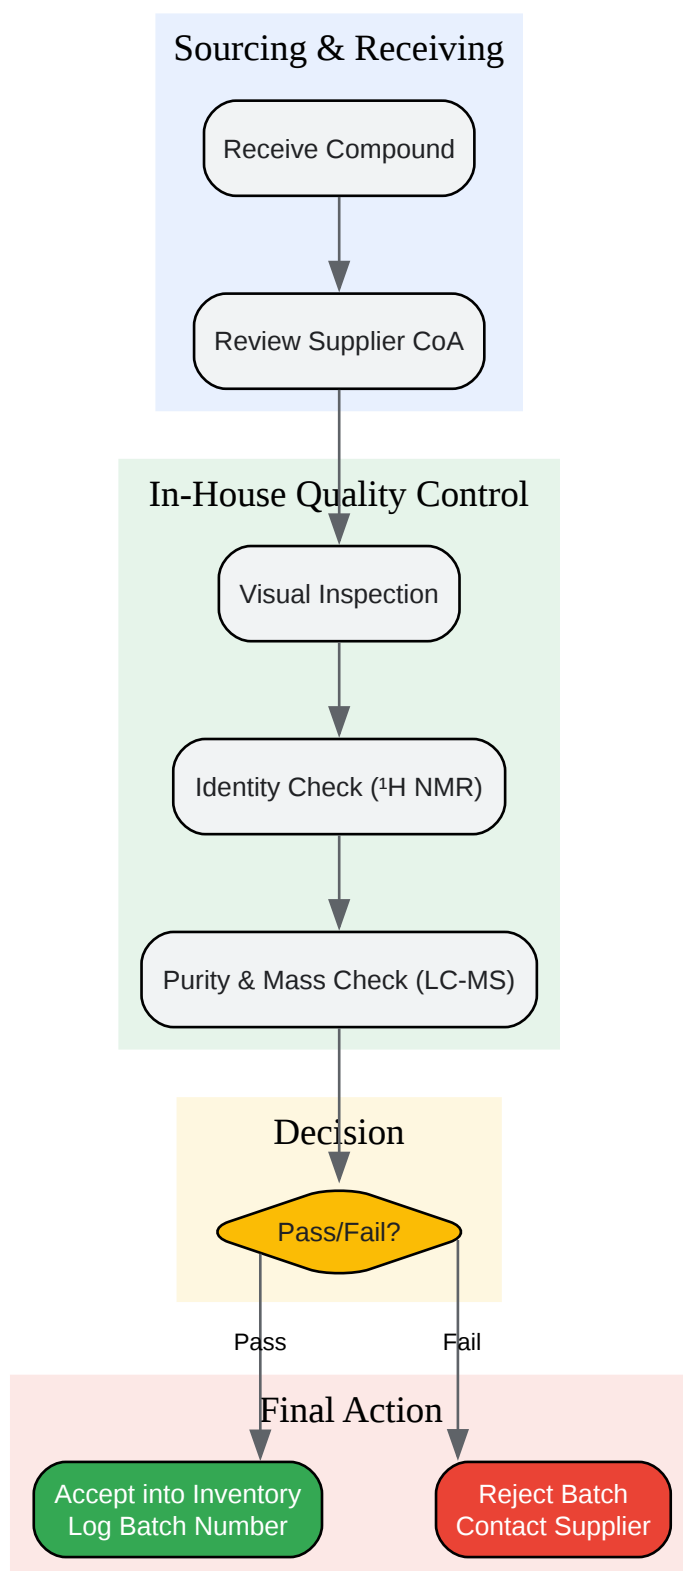 Sourcing & Receiving
Receive Compound
Review Supplier CoA
In-House Quality Control
Visual Inspection
Identity Check (¹H NMR)
Purity & Mass Check (LC-MS)
Decision
Pass/Fail?
Pass
Fail
Final Action
Accept into Inventory
Log Batch Number
Reject Batch
Contact Supplier